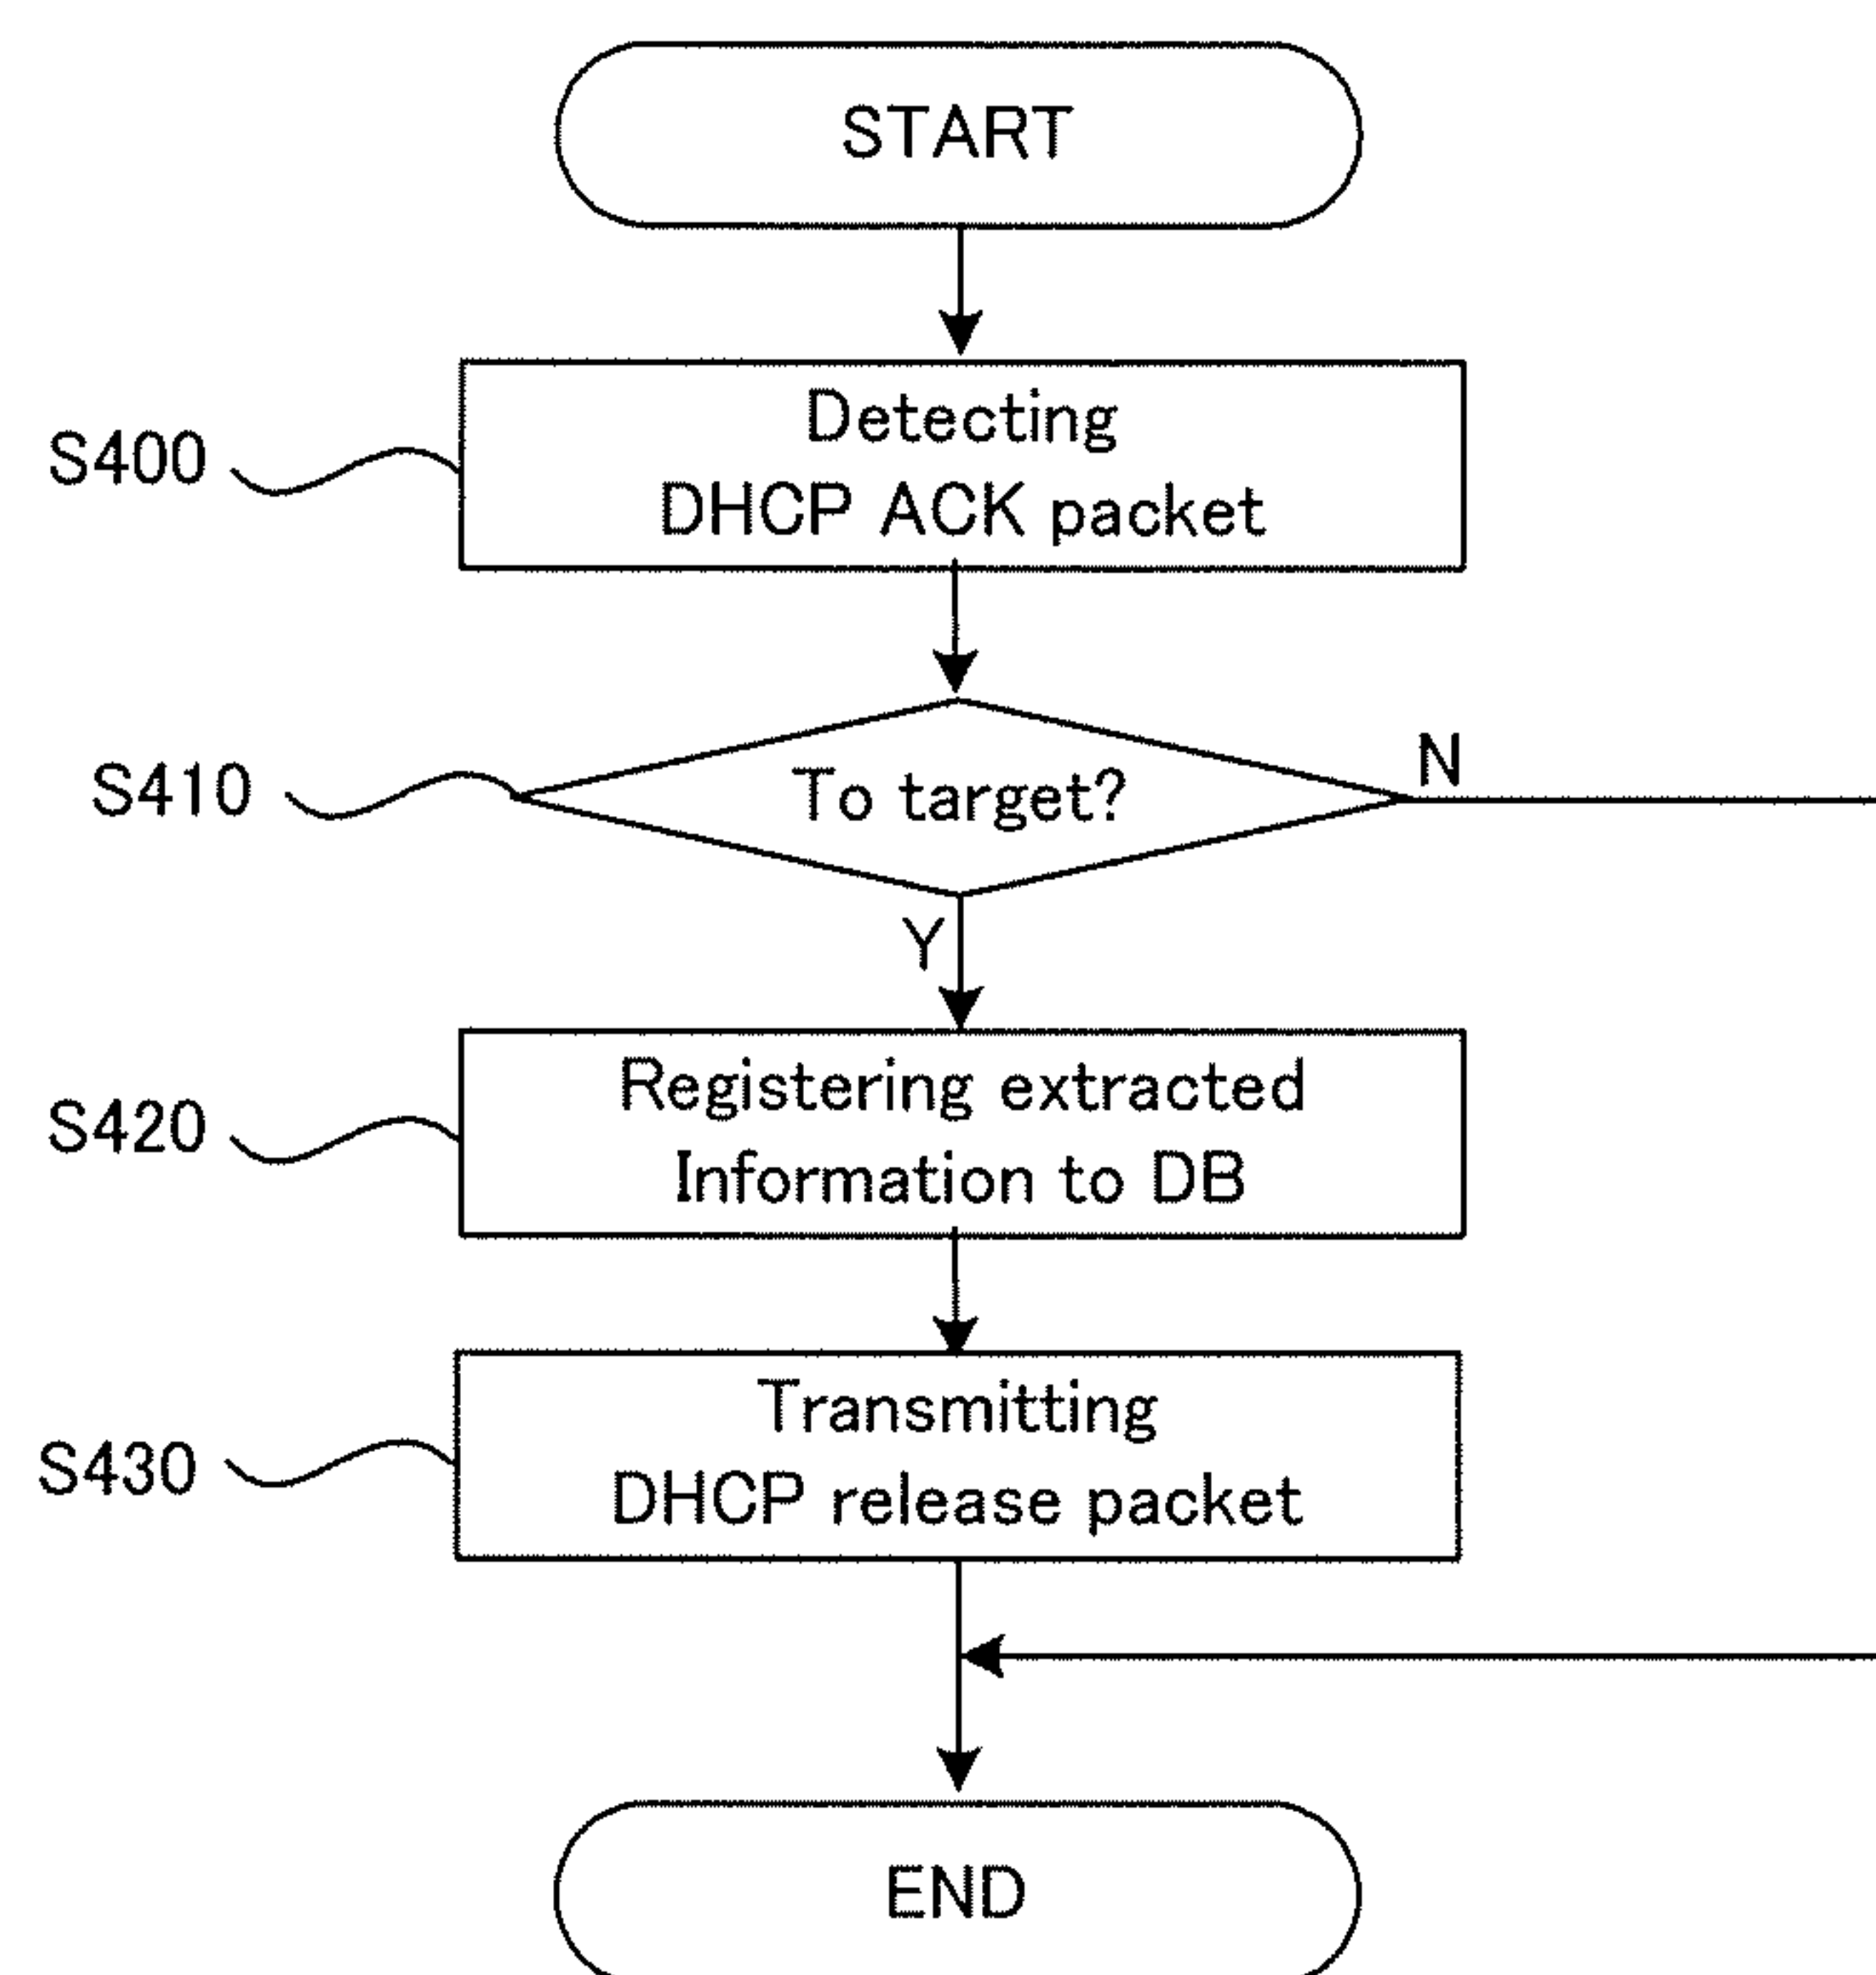 START
S400
Detecting
DHCP ACK packet
S410
To target?
N
Y
S420
Registering extracted
Information to DB
S430
Transmitting
DHCP release packet
END